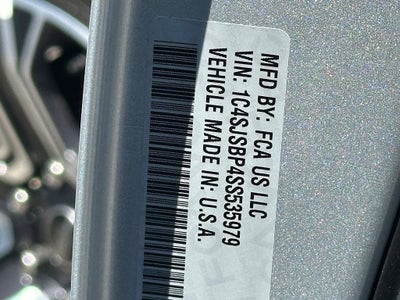 MFD BY: FCA US LLC
VIN: 1C4SJSBP4SS535979
VEHICLE MADE IN: U.S.A.